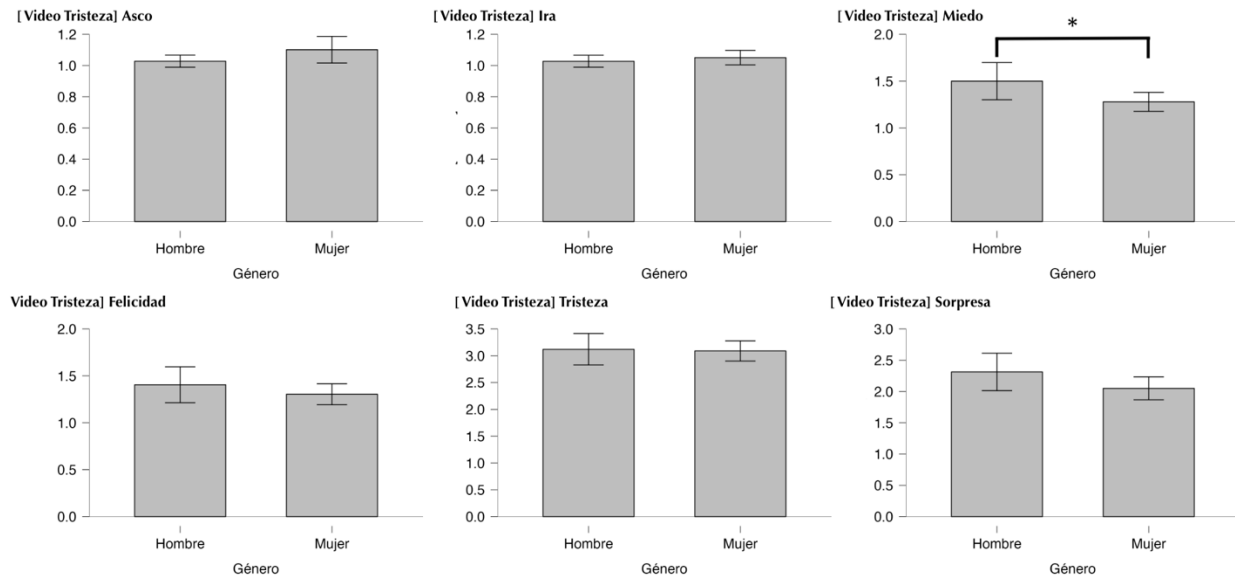 [Video Tristeza] Asco
1.2
1.0
0.8
0.6
0.4
0.2
0.0
Hombre
Mujer
Género
[Video Tristeza] Ira
1.2
1.0
0.8
0.6
0.4
0.2
0.0
Hombre
Mujer
Género
[Video Tristeza] Miedo
2.0
*
1.5
1.0
0.5
0.0
Hombre
Mujer
Género
Video Tristeza] Felicidad
2.0
1.5
1.0
0.5
0.0
Hombre
Mujer
Género
[Video Tristeza] Tristeza
3.5
3.0
2.5
2.0
1.5
1.0
0.5
0.0
Hombre
Mujer
Género
[Video Tristeza] Sorpresa
3.0
2.5
2.0
1.5
1.0
0.5
0.0
Hombre
Mujer
Género